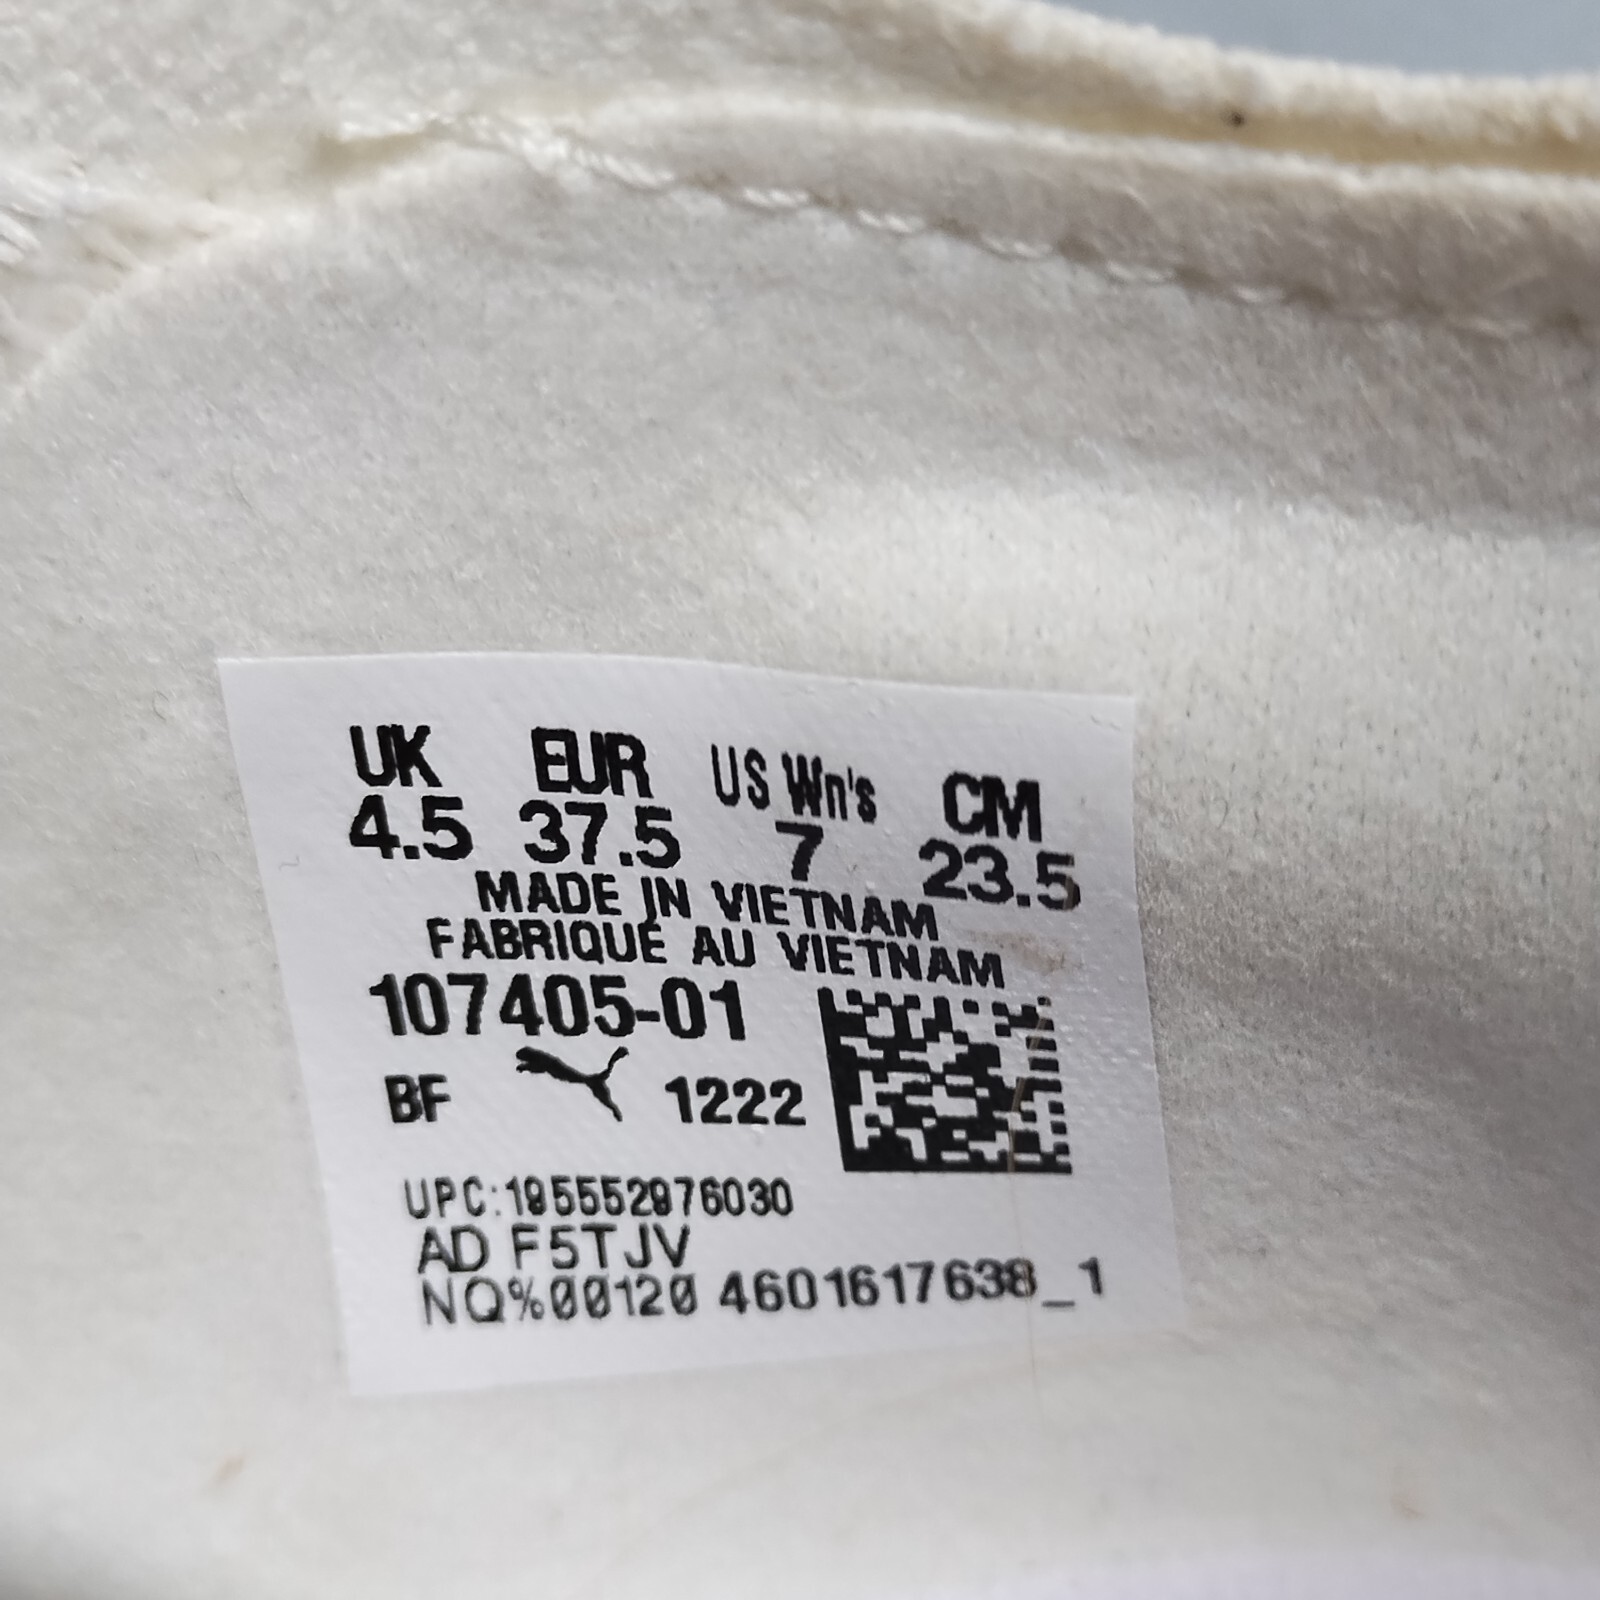 UK EUR US Wn's CM
4.5 37.5 7 23.5
MADE IN VIETNAM
FABRIQUE AU VIETNAM
107405-01
BF 1222
UPC:195552976030
AD F5TJV
NQ%00120 4601617638_1